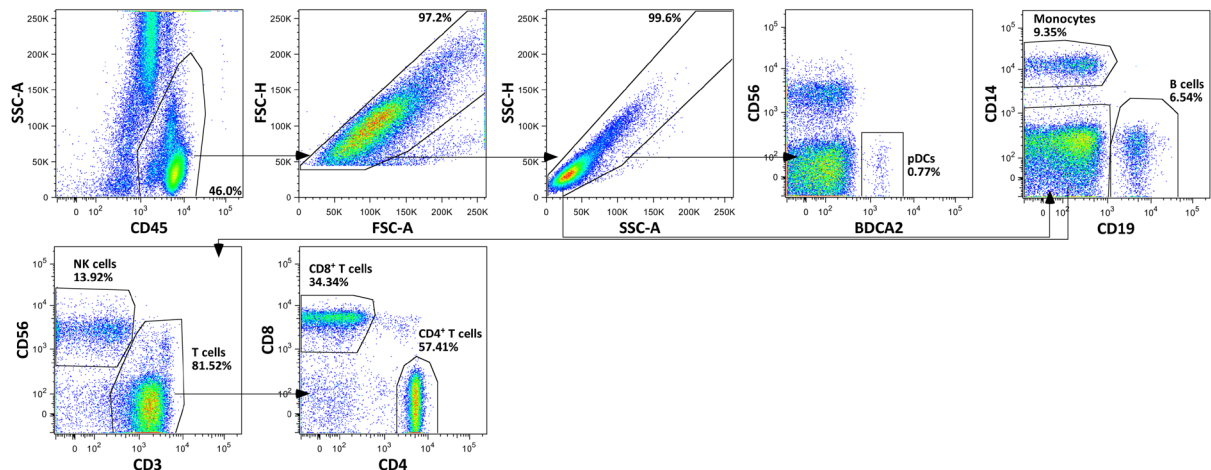 97.2%
99.6%
46.0%
250K
200K
150K
100K
50K
0
SSC-A
0 10² 10³ 10⁴ 10⁵
CD45
250K
200K
150K
100K
50K
0
FSC-H
0 50K 100K 150K 200K 250K
FSC-A
250K
200K
150K
100K
50K
0
SSC-H
0 50K 100K 150K 200K 250K
SSC-A
10⁵
10⁴
10³
10²
0
CD56
pDCs
0.77%
0 10² 10³ 10⁴ 10⁵
BDCA2
Monocytes
9.35%
B cells
6.54%
10⁵
10⁴
10³
10²
0
CD14
0 10² 10³ 10⁴ 10⁵
CD19
NK cells
13.92%
T cells
81.52%
10⁵
10⁴
10³
10²
0
CD56
0 10² 10³ 10⁴ 10⁵
CD3
CD8⁺ T cells
34.34%
CD4⁺ T cells
57.41%
10⁵
10⁴
10³
10²
0
CD8
0 10² 10³ 10⁴ 10⁵
CD4